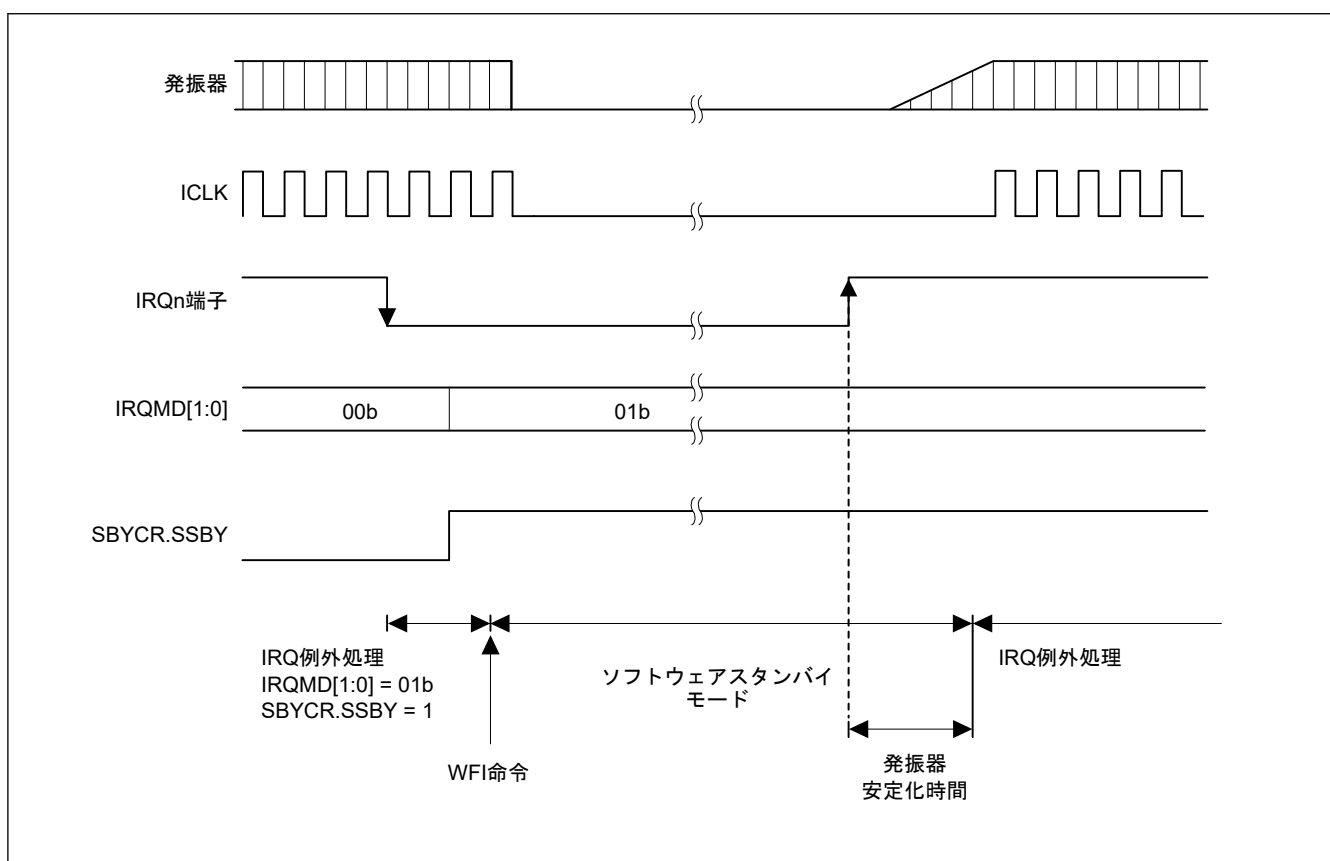 発振器
ICLK
IRQn端子
IRQMD[1:0]
00b
01b
SBYCR.SSBY
IRQ例外処理
IRQMD[1:0] = 01b
SBYCR.SSBY = 1
WFI命令
ソフトウェアスタンバイ
モード
発振器
安定化時間
IRQ例外処理